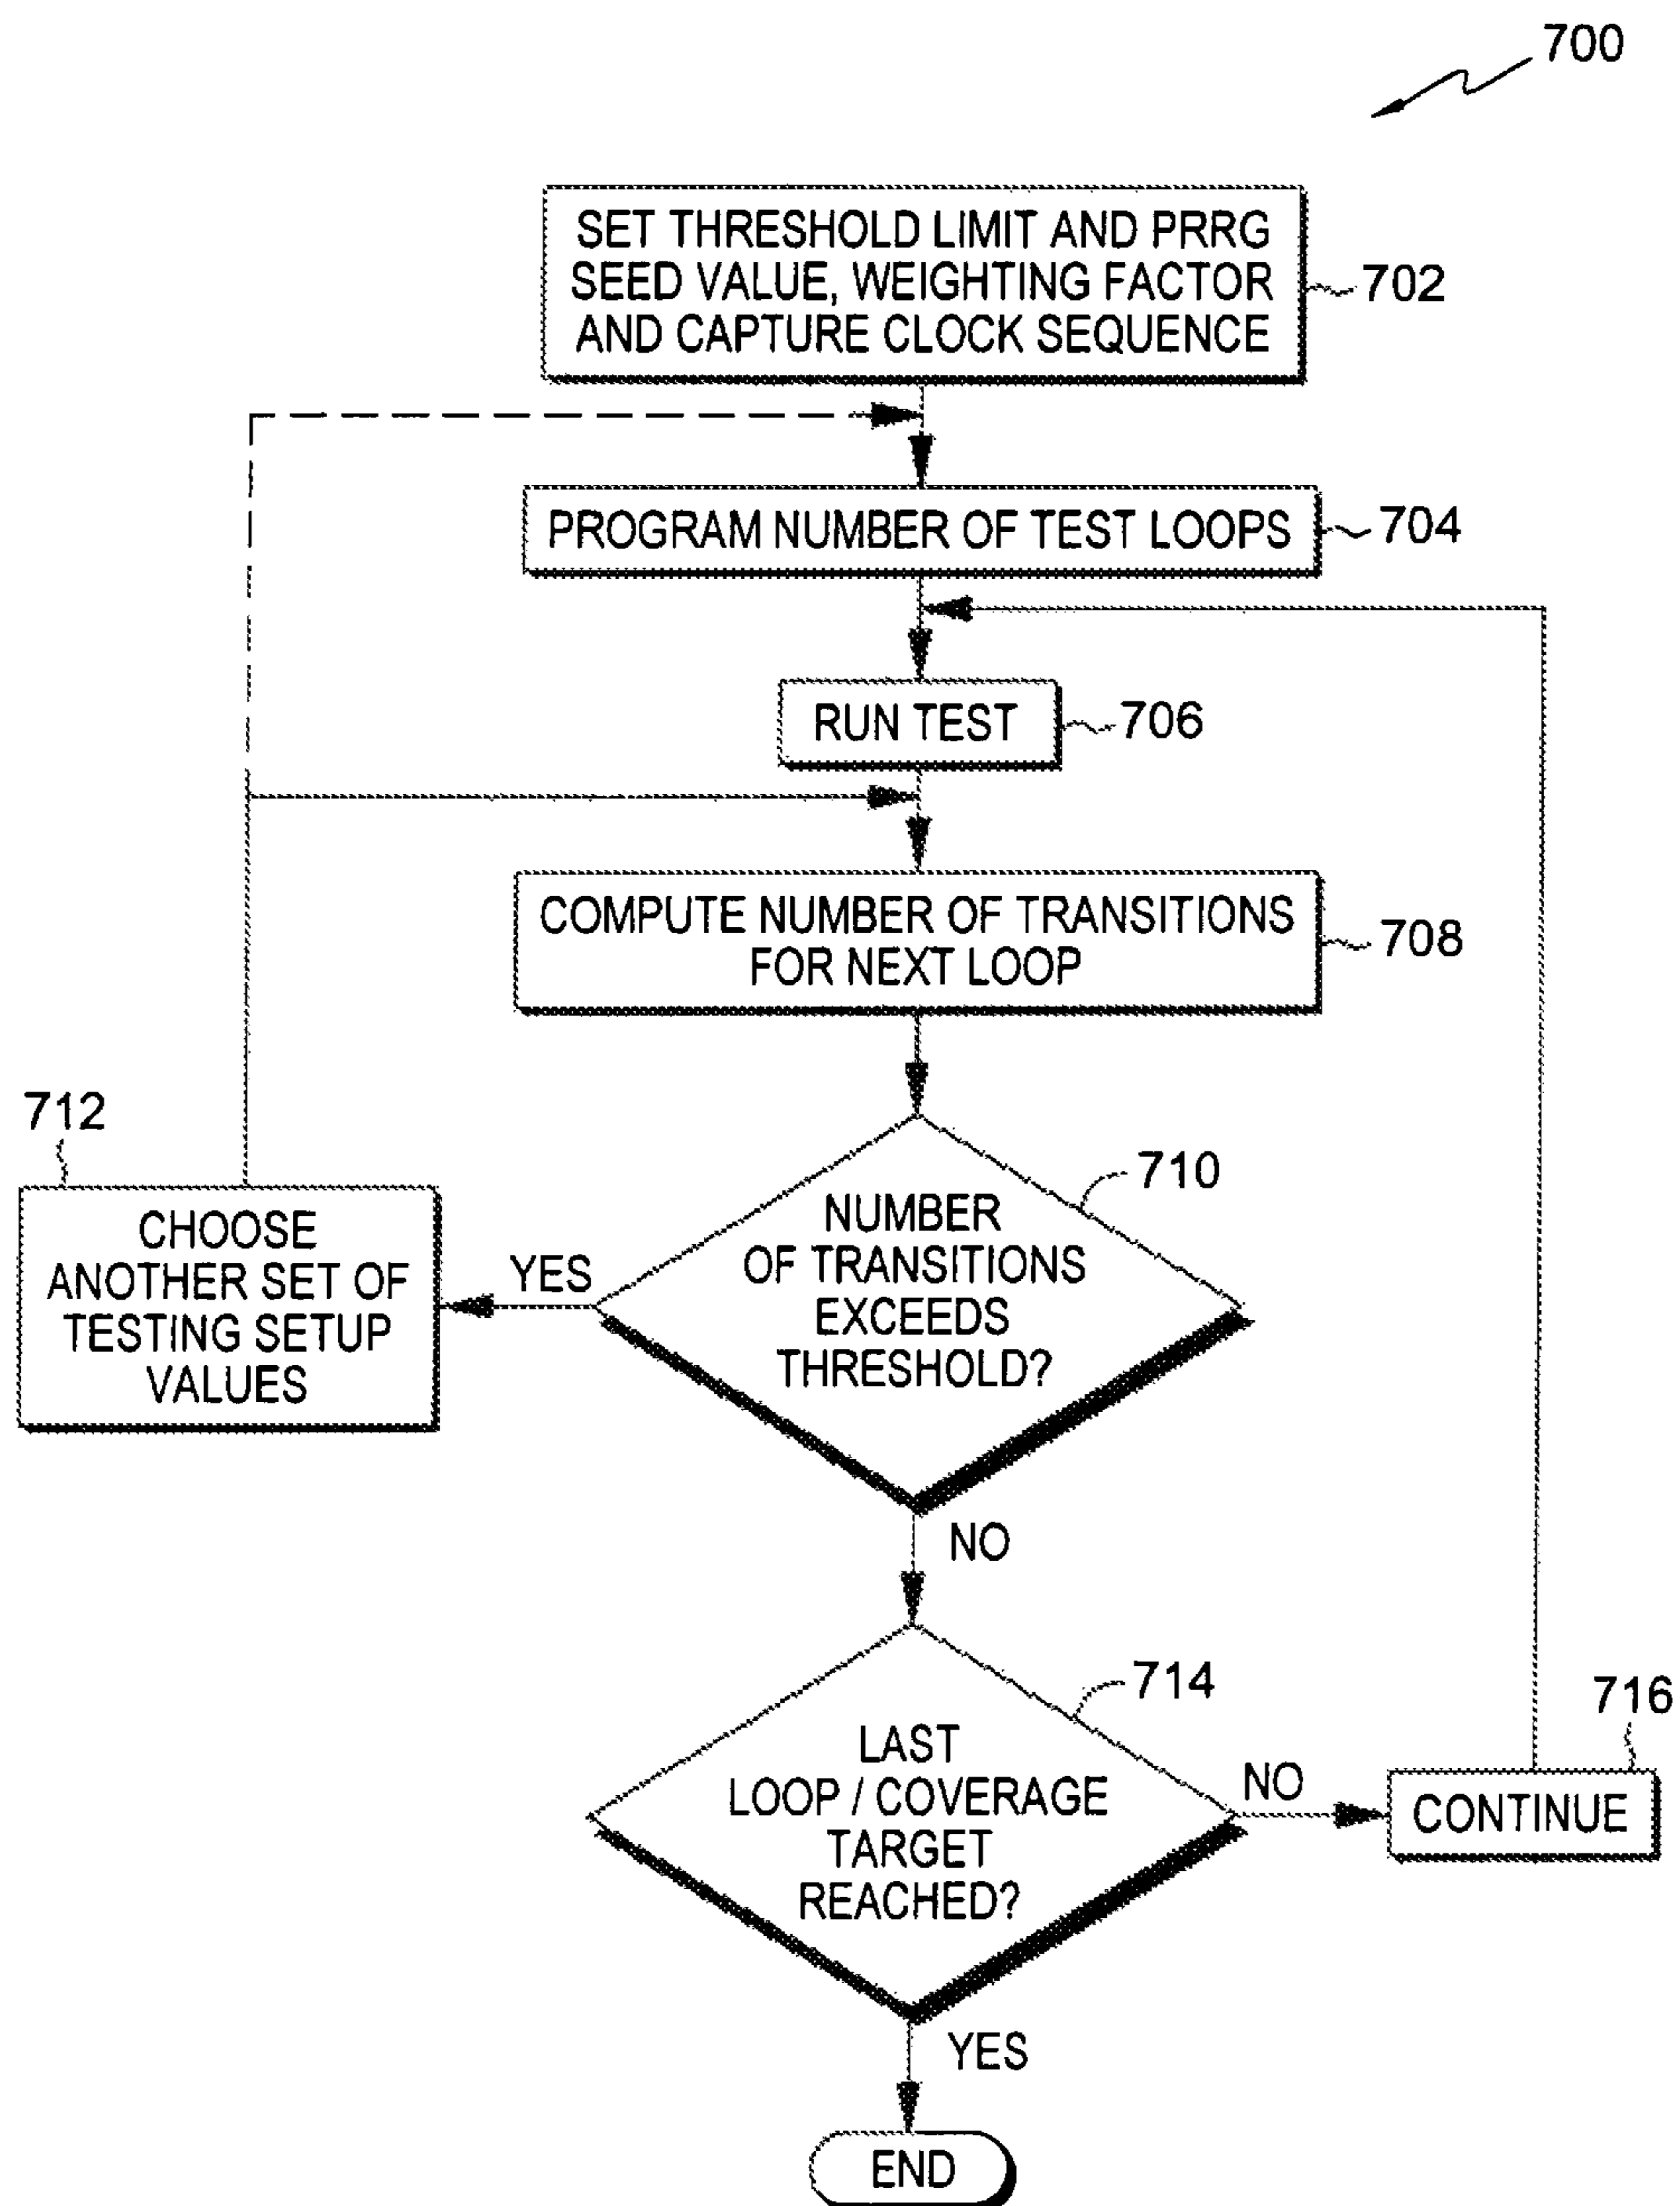 700
SET THRESHOLD LIMIT AND PRRG
SEED VALUE, WEIGHTING FACTOR
AND CAPTURE CLOCK SEQUENCE
702
PROGRAM NUMBER OF TEST LOOPS
704
RUN TEST
706
COMPUTE NUMBER OF TRANSITIONS
FOR NEXT LOOP
708
712
CHOOSE
ANOTHER SET OF
TESTING SETUP
VALUES
YES
710
NUMBER
OF TRANSITIONS
EXCEEDS
THRESHOLD?
NO
714
LAST
LOOP / COVERAGE
TARGET
REACHED?
NO
716
CONTINUE
YES
END